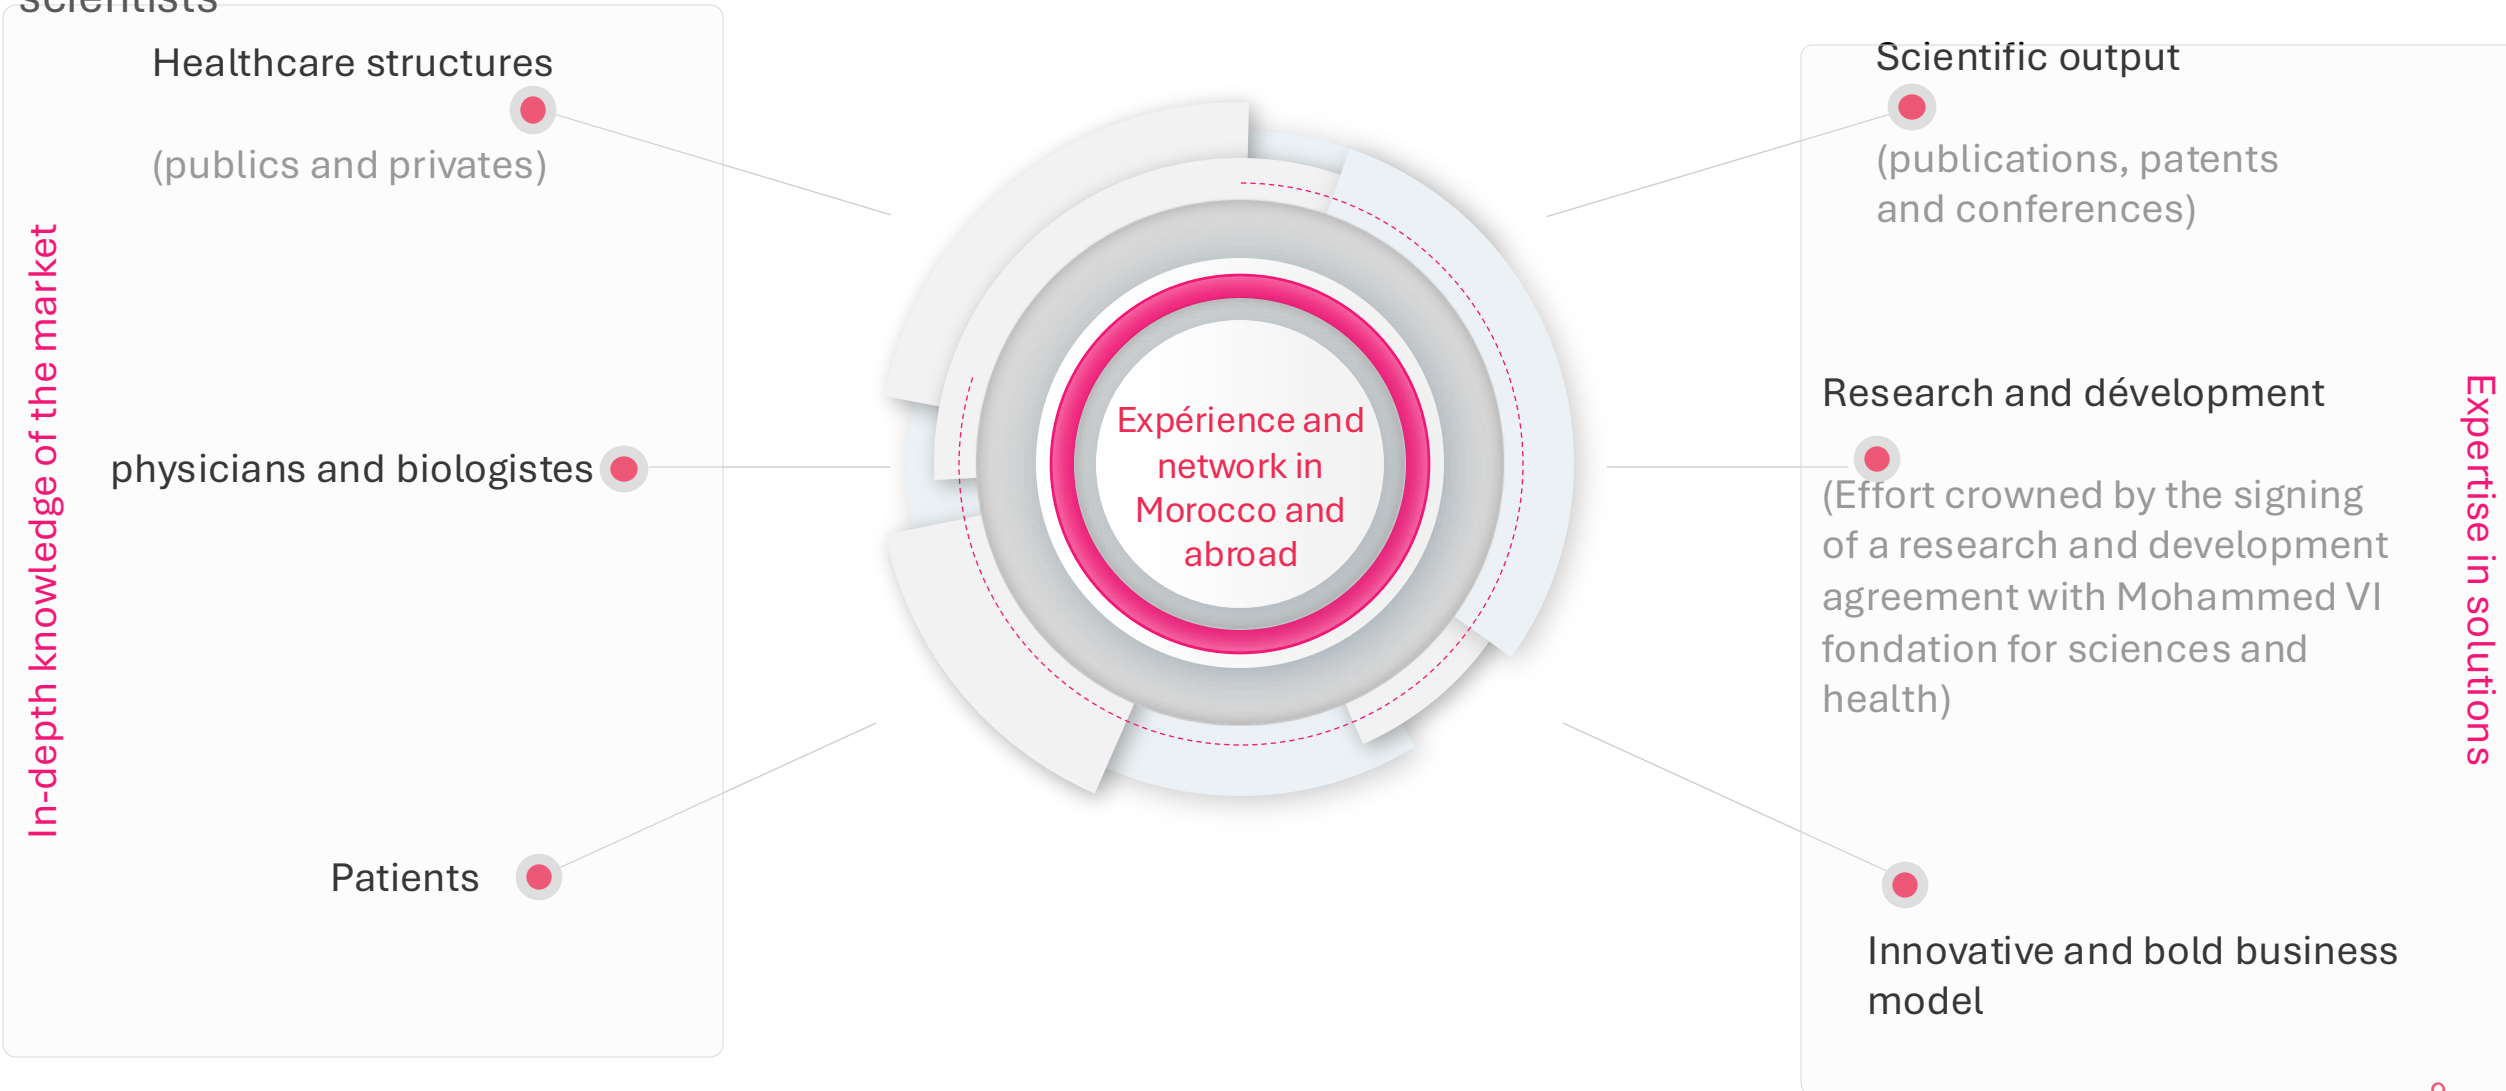 scientists
Healthcare structures
(publics and privates)
In-depth knowledge of the market
physicians and biologistes
Patients
Expérience and
network in
Morocco and
abroad
Scientific output
(publications, patents
and conferences)
Research and dévelopment
(Effort crowned by the signing
of a research and development
agreement with Mohammed VI
fondation for sciences and
health)
Expertise in solutions
Innovative and bold business
model